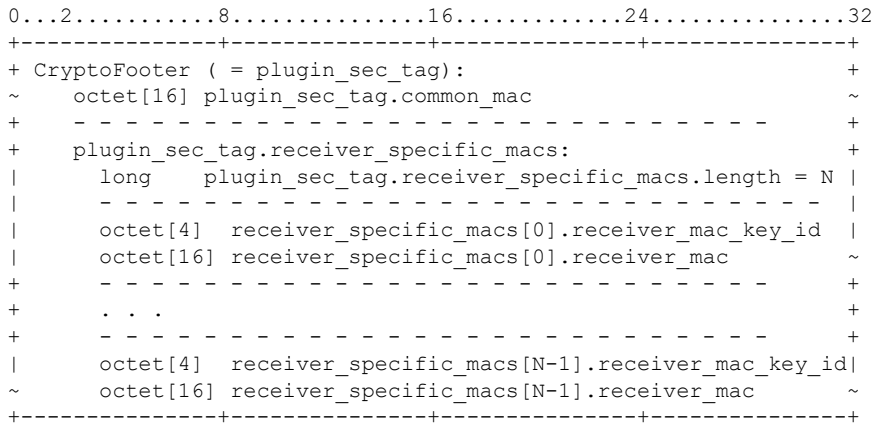 0...2...........8...............16.............24...............32
+---------------+---------------+---------------+---------------+
+ CryptoFooter ( = plugin_sec_tag): +
~ octet[16] plugin_sec_tag.common_mac ~
+ - - - - - - - - - - - - - - - - - - - - - - - - - - - +
+ plugin_sec_tag.receiver_specific_macs: +
| long plugin_sec_tag.receiver_specific_macs.length = N |
| - - - - - - - - - - - - - - - - - - - - - - - - - - - - |
| octet[4] receiver_specific_macs[0].receiver_mac_key_id |
| octet[16] receiver_specific_macs[0].receiver_mac ~
+ - - - - - - - - - - - - - - - - - - - - - - - - - - +
+ . . . +
+ - - - - - - - - - - - - - - - - - - - - - - - - - - +
| octet[4] receiver_specific_macs[N-1].receiver_mac_key_id|
~ octet[16] receiver_specific_macs[N-1].receiver_mac ~
+---------------+---------------+---------------+---------------+